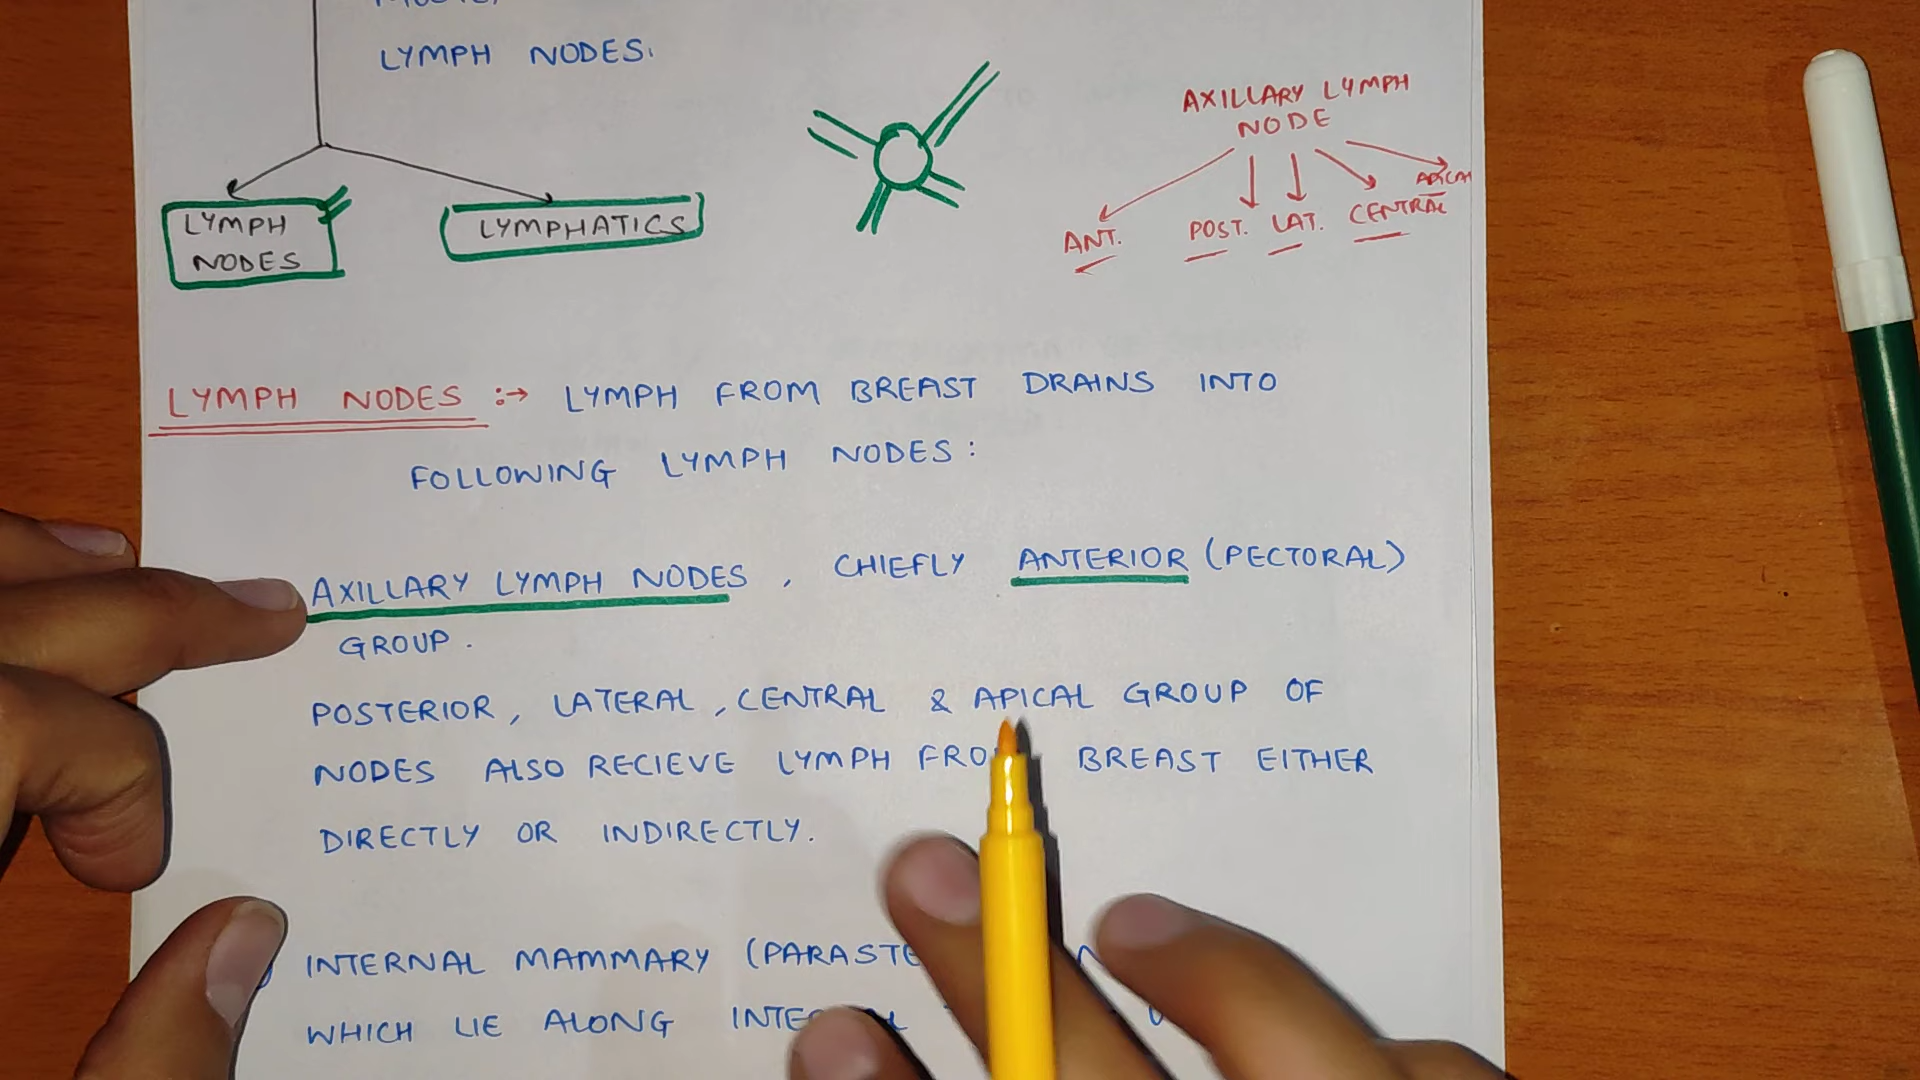 LYMPH NODES.
AXILLARY LYMPH
NODE
ANT. POST. LAT. CENTRAL APICAL
LYMPH
NODES
LYMPHATICS
LYMPH NODES :→ LYMPH FROM BREAST DRAINS INTO
FOLLOWING LYMPH NODES :
AXILLARY LYMPH NODES , CHIEFLY ANTERIOR (PECTORAL)
GROUP.
POSTERIOR, LATERAL, CENTRAL & APICAL GROUP OF
NODES ALSO RECIEVE LYMPH FRO BREAST EITHER
DIRECTLY OR INDIRECTLY.
INTERNAL MAMMARY (PARASTE
WHICH LIE ALONG